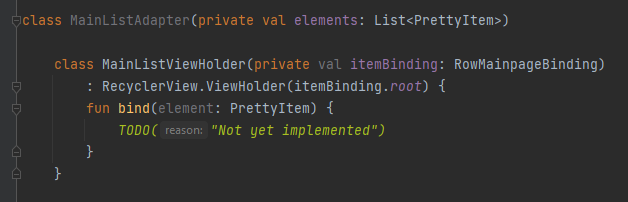 class MainListAdapter(private val elements: List<PrettyItem>)
class MainListViewHolder(private val itemBinding: RowMainpageBinding)
: RecyclerView.ViewHolder(itemBinding.root) {
fun bind(element: PrettyItem) {
TODO( reason: "Not yet implemented")
}
}